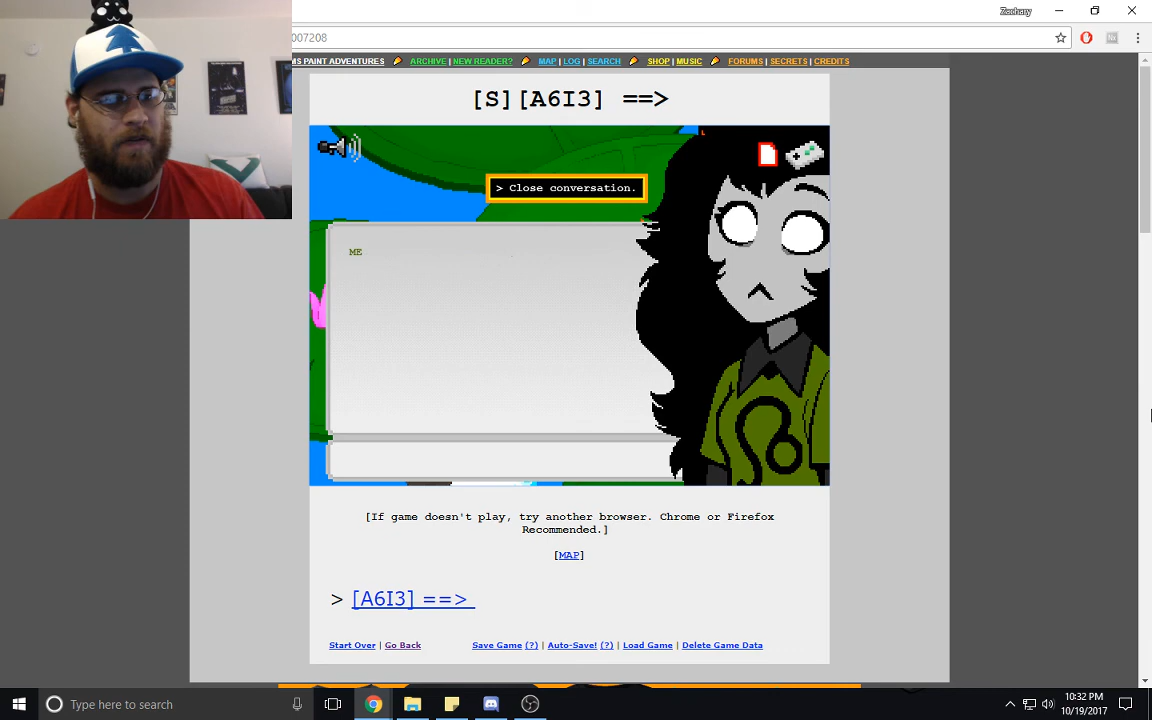 Zachary
007208
MS PAINT ADVENTURES ARCHIVE | NEW READER? MAP | LOG | SEARCH SHOP | MUSIC FORUMS | SECRETS | CREDITS
[S][A6I3] ==>
> Close conversation.
ME
[If game doesn't play, try another browser. Chrome or Firefox
Recommended.]
[MAP]
> [A6I3] ==>
Start Over | Go Back Save Game (?) | Auto-Save! (?) | Load Game | Delete Game Data
Type here to search
10:32 PM
10/19/2017